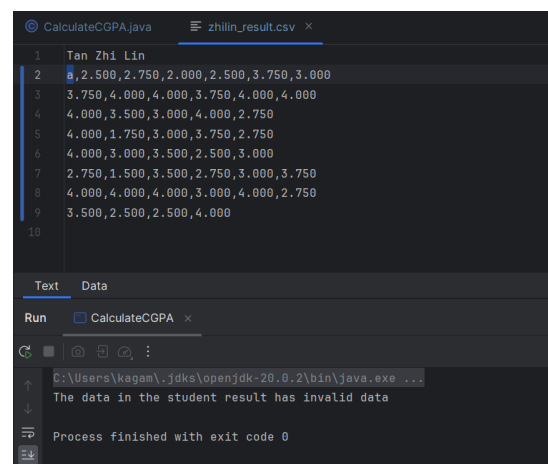 CalculateCGPA.java zhilin_result.csv
1 Tan Zhi Lin
2 a,2.500,2.750,2.000,2.500,3.750,3.000
3 3.750,4.000,4.000,3.750,4.000,4.000
4 4.000,3.500,3.000,4.000,2.750
5 4.000,1.750,3.000,3.750,2.750
6 4.000,3.000,3.500,2.500,3.000
7 2.750,1.500,3.500,2.750,3.000,3.750
8 4.000,4.000,4.000,3.000,4.000,2.750
9 3.500,2.500,2.500,4.000
10
Text Data
Run CalculateCGPA
C:\Users\kagam\.jdks\openjdk-20.0.2\bin\java.exe ...
The data in the student result has invalid data
Process finished with exit code 0